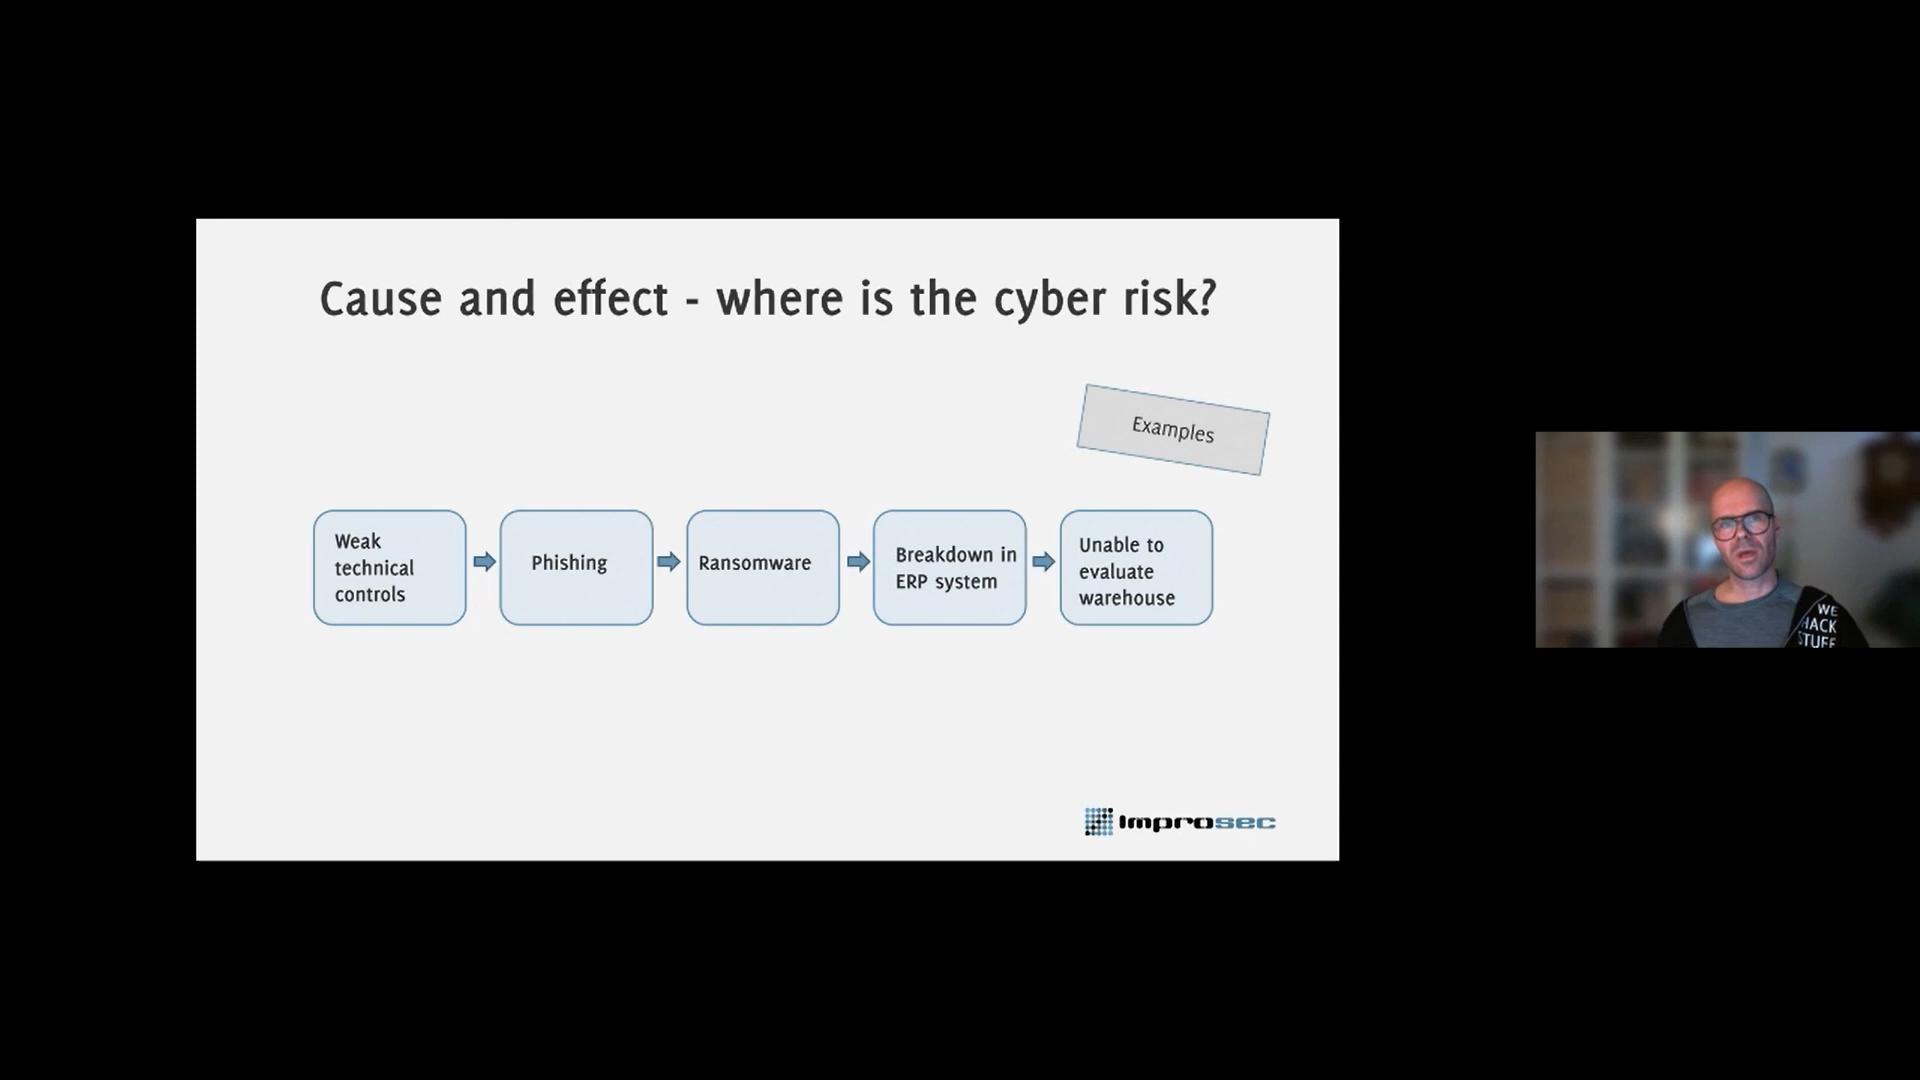 Cause and effect - where is the cyber risk?
Examples
Weak
technical
controls
Phishing
Ransomware
Breakdown in
ERP system
Unable to
evaluate
warehouse
Improsec
WE
HACK
STUFF